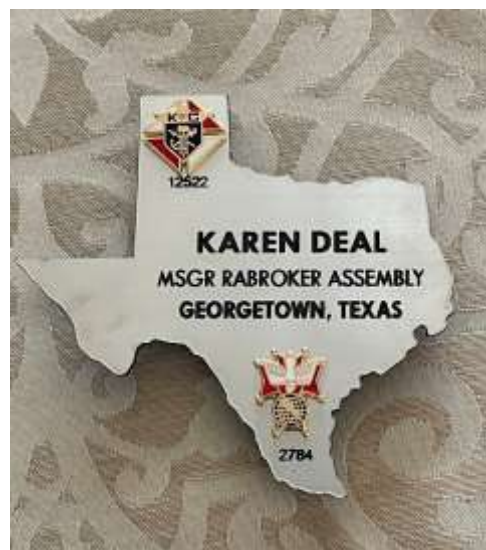 K C
12522
KAREN DEAL
MSGR RABROKER ASSEMBLY
GEORGETOWN, TEXAS
2784